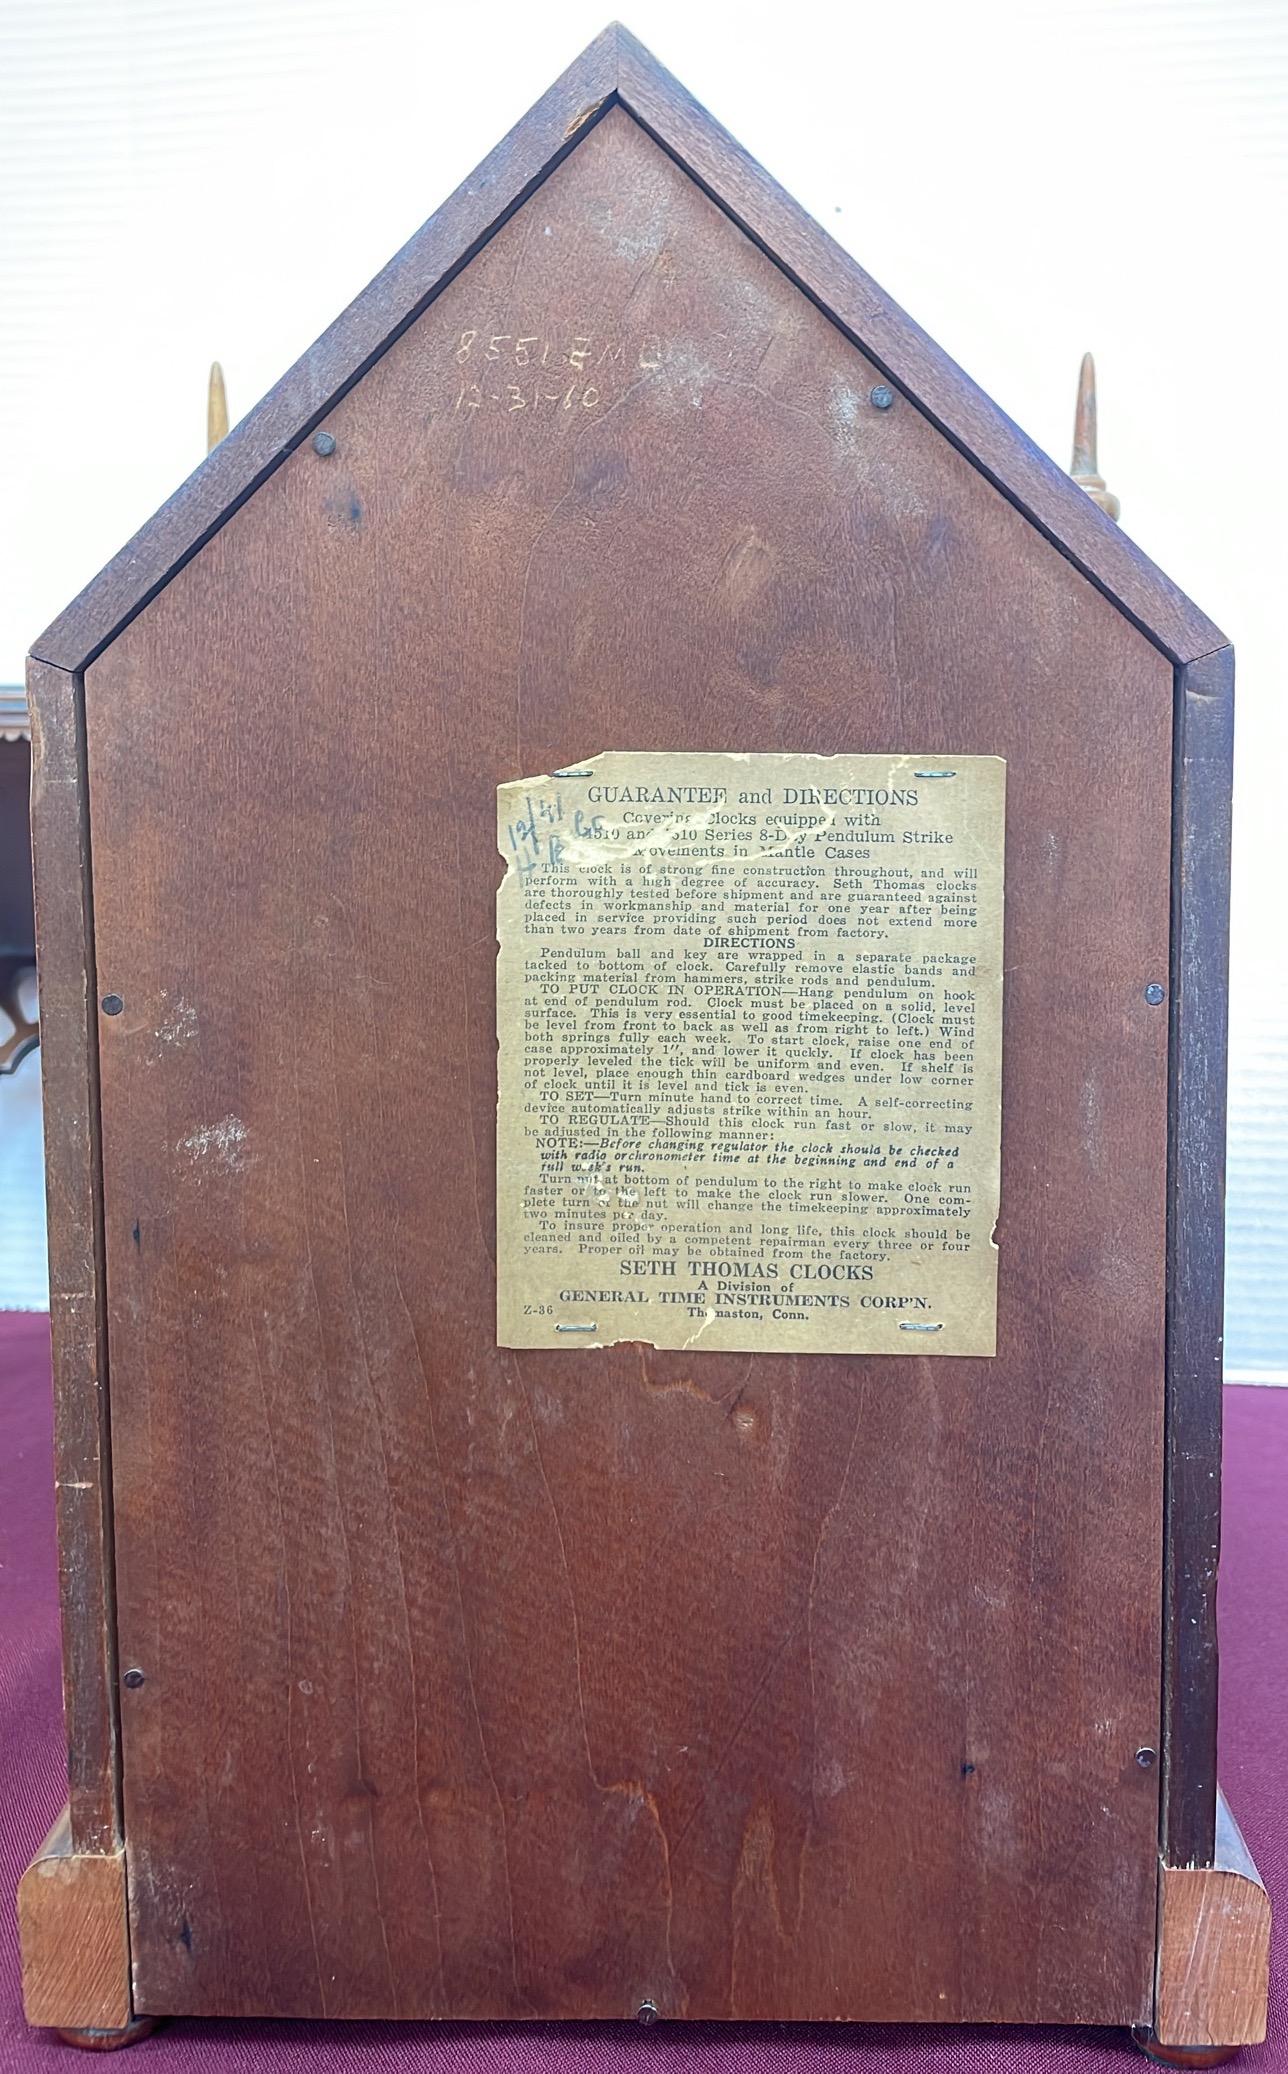 12-31-60
12/41
GUARANTEE and DIRECTIONS
Covering Clocks equipped with
and 510 Series 8-Day Pendulum Strike
Movements in Mantle Cases
This clock is of strong fine construction throughout, and will
perform with a high degree of accuracy. Seth Thomas clocks
are thoroughly tested before shipment and are guaranteed against
defects in workmanship and material for one year after being
placed in service providing such period does not extend more
than two years from date of shipment from factory.
DIRECTIONS
Pendulum ball and key are wrapped in a separate package
tacked to bottom of clock. Carefully remove elastic bands and
packing material from hammers, strike rods and pendulum.
TO PUT CLOCK IN OPERATION—Hang pendulum on hook
at end of pendulum rod. Clock must be placed on a solid, level
surface. This is very essential to good timekeeping. (Clock must
be level from front to back as well as from right to left.) Wind
both springs fully each week. To start clock, raise one end of
case approximately 1", and lower it quckly. If clock has been
properly leveled the tick will be uniform and even. If shelf is
not level, place enough thin cardboard wedges under low corner
of clock until it is level and tick is even.
TO SET—Turn minute hand to correct time. A self-correcting
device automatically adjusts strike within an hour.
TO REGULATE—Should this clock run fast or slow, it may
be adjusted in the following manner:
NOTE:—Before changing regulator the clock should be checked
with radio orchronometer time at the beginning and end of a
full week's run.
Turn nut at bottom of pendulum to the right to make clock run
faster or to the left to make the clock run slower. One com-
plete turn of the nut will change the timekeeping approximately
two minutes per day.
To insure proper operation and long life, this clock should be
cleaned and oiled by a competent repairman every three or four
years. Proper oil may be obtained from the factory.
SETH THOMAS CLOCKS
A Division of
GENERAL TIME INSTRUMENTS CORP'N.
Z-36 Thomaston, Conn.